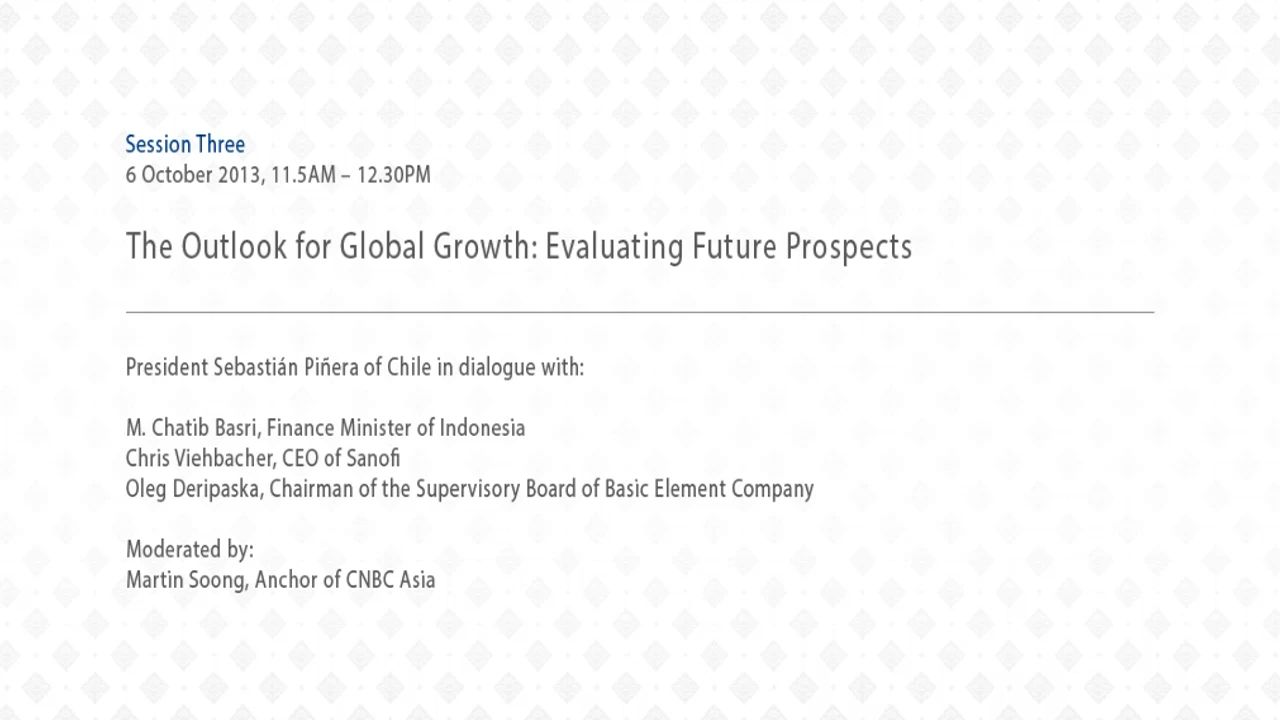 Session Three
6 October 2013, 11.5AM – 12.30PM
The Outlook for Global Growth: Evaluating Future Prospects
President Sebastián Piñera of Chile in dialogue with:
M. Chatib Basri, Finance Minister of Indonesia
Chris Viehbacher, CEO of Sanofi
Oleg Deripaska, Chairman of the Supervisory Board of Basic Element Company
Moderated by:
Martin Soong, Anchor of CNBC Asia